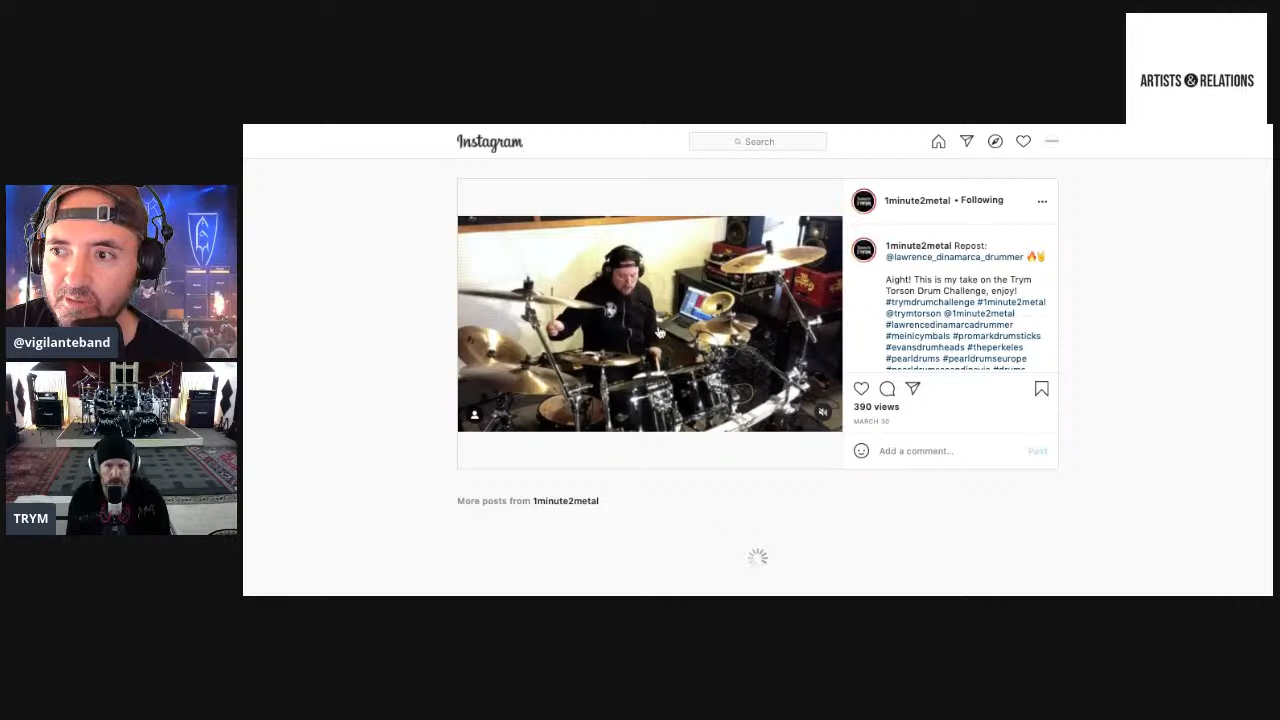 ARTISTS & RELATIONS
Instagram
Search
1minute2metal • Following
1minute2metal Repost:
@lawrence_dinamarca_drummer 🔥🤘
Aight! This is my take on the Trym
Torson Drum Challenge, enjoy!
#trymdrumchallenge #1minute2metal
@trymtorson @1minute2metal
#lawrencedinamarcadrummer
#meinlcymbals #promarkdrumsticks
#evansdrumheads #theperkeles
#pearldrums #pearldrumseurope
#pearldrumsscandinavia #drums
390 views
MARCH 30
Add a comment...
Post
More posts from 1minute2metal
@vigilanteband
TRYM